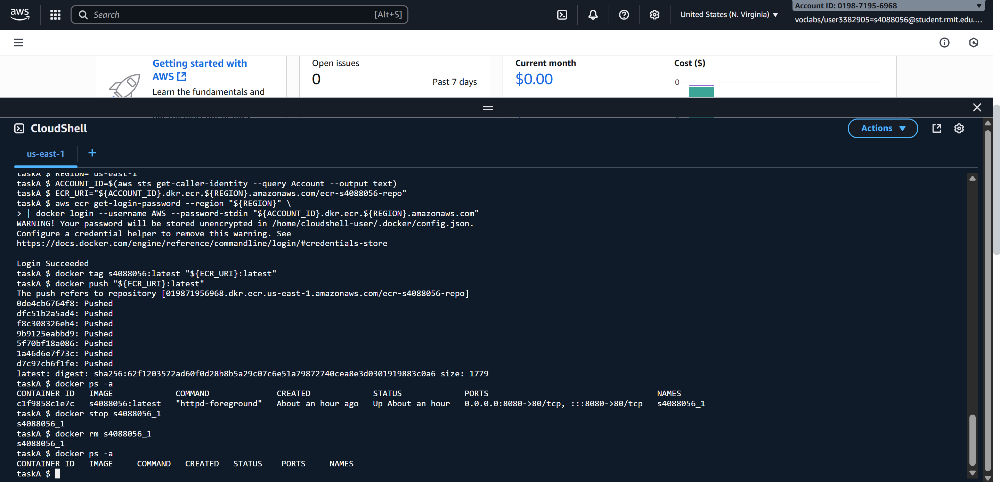 aws
Search
[Alt+S]
United States (N. Virginia)
Account ID: 0198-7195-6968
voclabs/user3382905=s4088056@student.rmit.edu....
Getting started with
AWS
Learn the fundamentals and
Open issues
0
Past 7 days
Current month
$0.00
Cost ($)
0
CloudShell
Actions
us-east-1
+
taskA $ REGION= us-east-1
taskA $ ACCOUNT_ID=$(aws sts get-caller-identity --query Account --output text)
taskA $ ECR_URI="${ACCOUNT_ID}.dkr.ecr.${REGION}.amazonaws.com/ecr-s4088056-repo"
taskA $ aws ecr get-login-password --region "${REGION}" \
> | docker login --username AWS --password-stdin "${ACCOUNT_ID}.dkr.ecr.${REGION}.amazonaws.com"
WARNING! Your password will be stored unencrypted in /home/cloudshell-user/.docker/config.json.
Configure a credential helper to remove this warning. See
https://docs.docker.com/engine/reference/commandline/login/#credentials-store
Login Succeeded
taskA $ docker tag s4088056:latest "${ECR_URI}:latest"
taskA $ docker push "${ECR_URI}:latest"
The push refers to repository [019871956968.dkr.ecr.us-east-1.amazonaws.com/ecr-s4088056-repo]
0de4cb6764f8: Pushed
dfc51b2a5ad4: Pushed
f8c308326eb4: Pushed
9b9125eabbd9: Pushed
5f70bf18a086: Pushed
1a46d6e7f73c: Pushed
d7c97cb6f1fe: Pushed
latest: digest: sha256:62f1203572ad60f0d28b8b5a29c07c6e51a79872740cea8e3d0301919883c0a6 size: 1779
taskA $ docker ps -a
CONTAINER ID   IMAGE             COMMAND              CREATED             STATUS             PORTS                                   NAMES
c1f9858c1e7c   s4088056:latest   "httpd-foreground"   About an hour ago   Up About an hour   0.0.0.0:8080->80/tcp, :::8080->80/tcp   s4088056_1
taskA $ docker stop s4088056_1
s4088056_1
taskA $ docker rm s4088056_1
s4088056_1
taskA $ docker ps -a
CONTAINER ID   IMAGE     COMMAND   CREATED   STATUS    PORTS     NAMES
taskA $